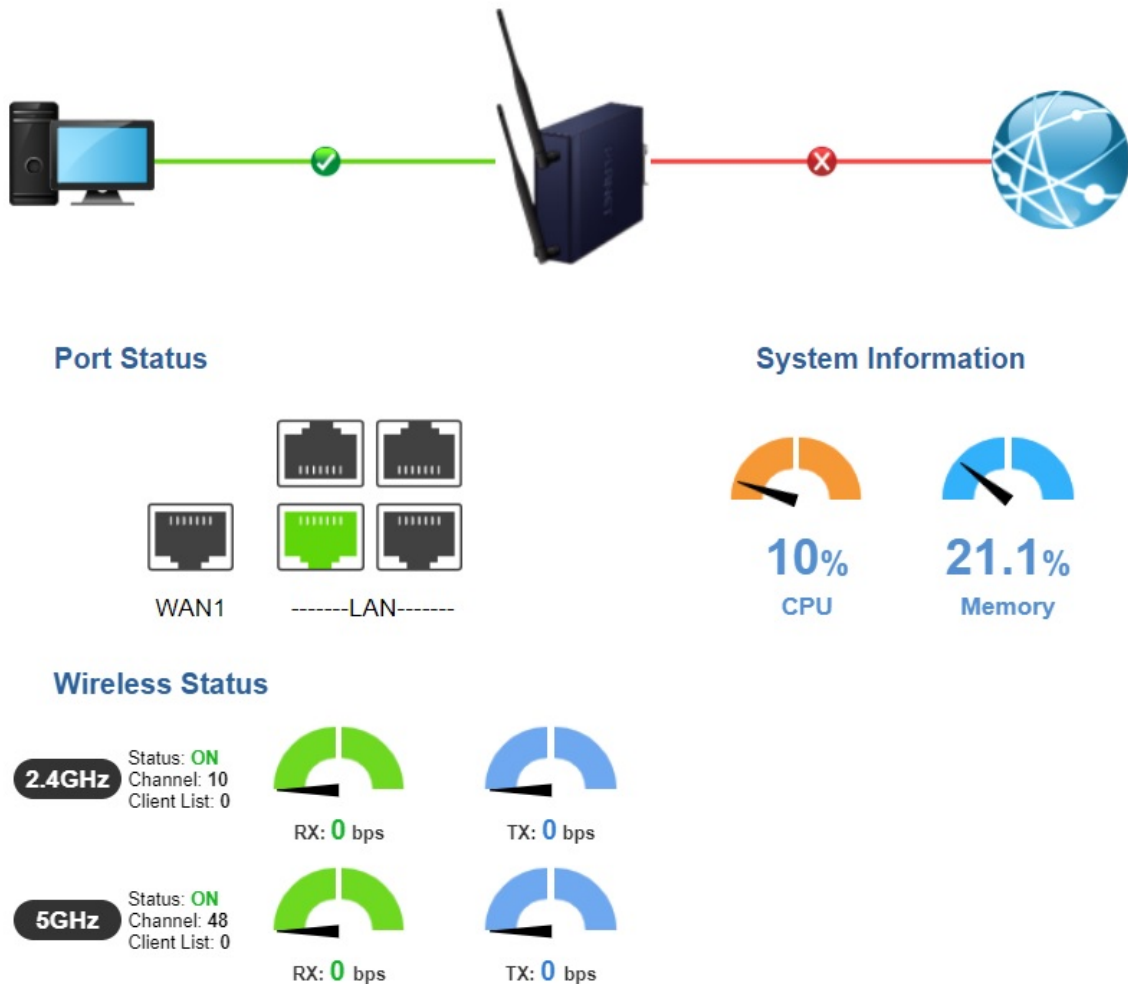 PLANET
Port Status
System Information
WAN1
-------LAN-------
10%
CPU
21.1%
Memory
Wireless Status
2.4GHz
Status: ON
Channel: 10
Client List: 0
RX: 0 bps
TX: 0 bps
5GHz
Status: ON
Channel: 48
Client List: 0
RX: 0 bps
TX: 0 bps